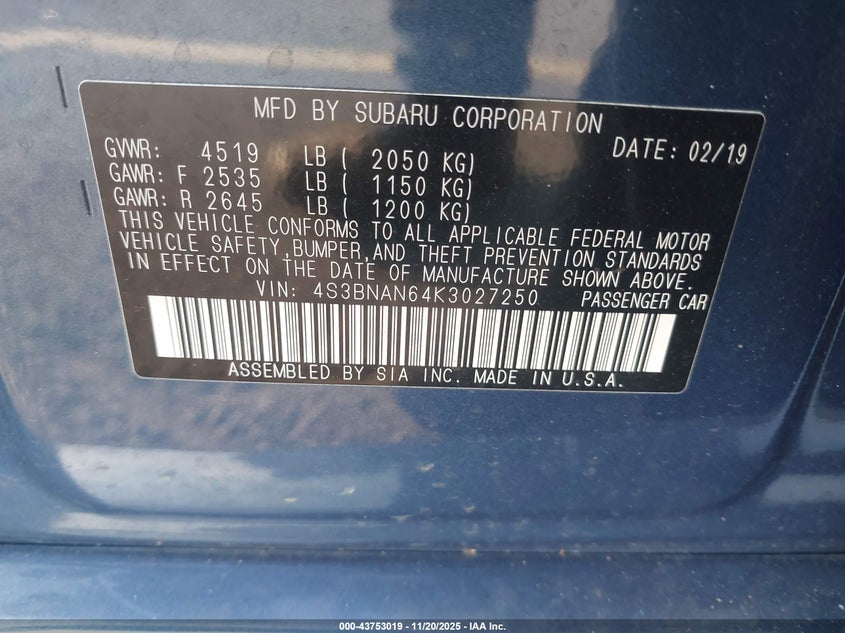 MFD BY SUBARU CORPORATION
GVWR: 4519 LB ( 2050 KG) DATE: 02/19
GAWR: F 2535 LB ( 1150 KG)
GAWR: R 2645 LB ( 1200 KG)
THIS VEHICLE CONFORMS TO ALL APPLICABLE FEDERAL MOTOR
VEHICLE SAFETY, BUMPER, AND THEFT PREVENTION STANDARDS
IN EFFECT ON THE DATE OF MANUFACTURE SHOWN ABOVE.
VIN: 4S3BNAN64K3027250 PASSENGER CAR
ASSEMBLED BY SIA INC. MADE IN U.S.A.
000-43753019 - 11/20/2025 - IAA Inc.